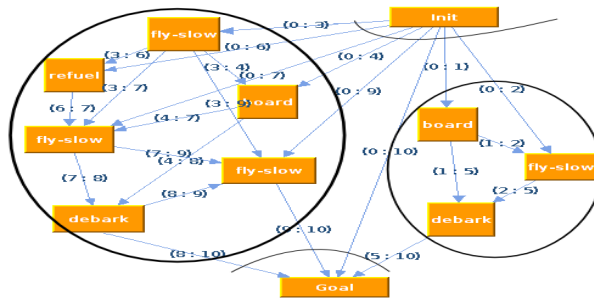 Init
fly-slow
{0 : 3}
{3 : 6}
{0 : 6}
{0 : 4}
{3 : 4}
{0 : 1}
refuel
{0 : 7}
{3 : 7}
{0 : 9}
{0 : 2}
{3 : 9}
board
{6 : 7}
{4 : 7}
board
fly-slow
{1 : 2}
{0 : 10}
{7 : 9}
{4 : 8}
fly-slow
fly-slow
{7 : 8}
{1 : 5}
{8 : 9}
{2 : 5}
debark
debark
{9 : 10}
{8 : 10}
{5 : 10}
Goal